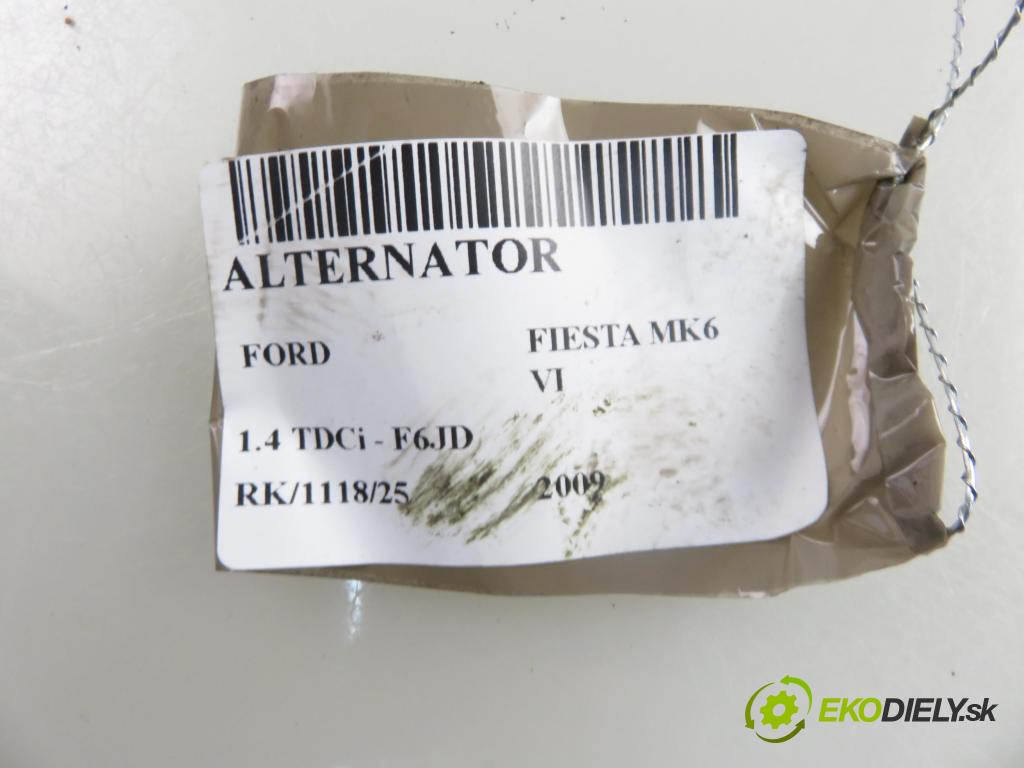 ALTERNATOR
FORD FIESTA MK6
VI
1.4 TDCi - F6JD
RK/1118/25 2009
EKODIELY.sk